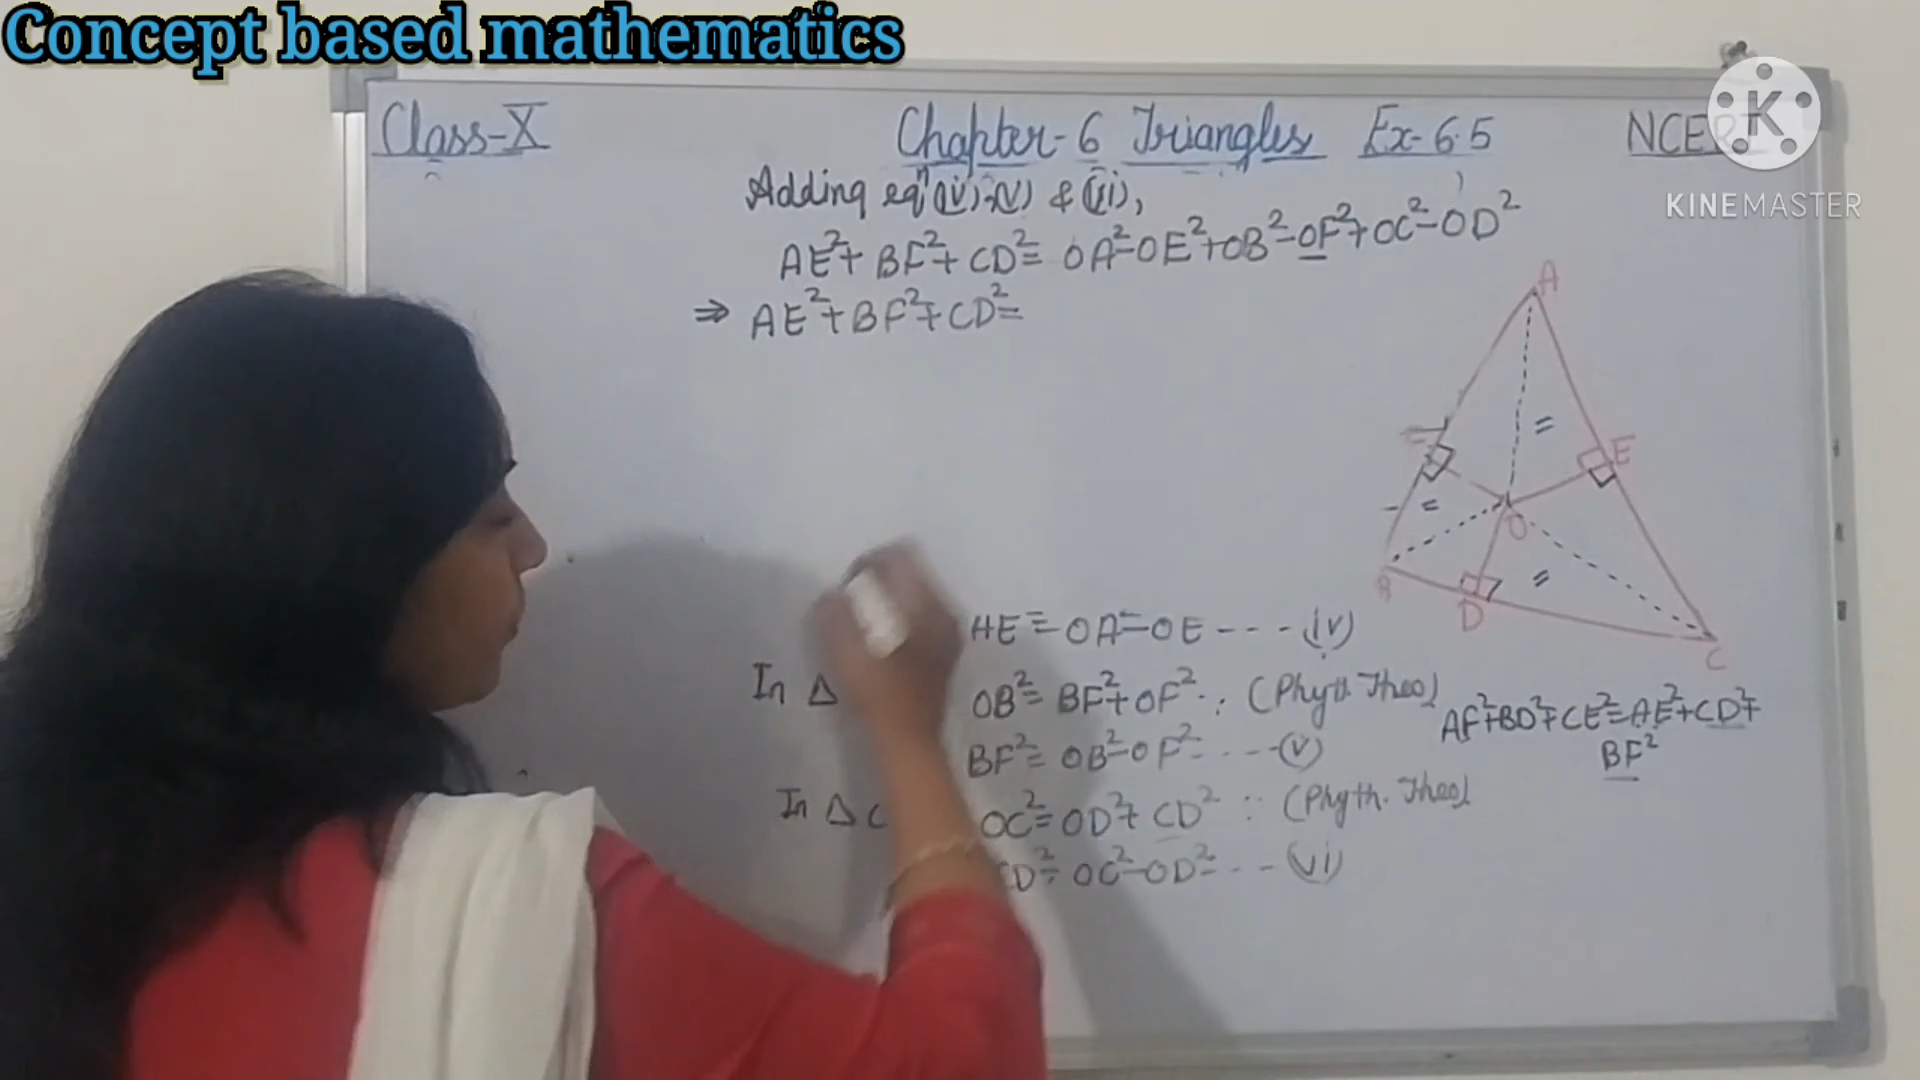 Concept based mathematics
Class-X Chapter-6 Triangles Ex-6.5
K
KINEMASTER
Adding eqⁿ (iv), (v) & (vi),
AE²+ BF²+ CD²= OA²-OE²+OB²-OF²+OC²-OD²
⇒ AE²+BF²+CD²=
A
E
O
B
D
C
AE²=OA²-OE²----(iv)
In Δ OB²= BF²+OF² ∵ (Phyth. Theo)
BF²= OB²-OF²-----(v)
In Δ OC²=OD²+ CD² ∵ (Phyth. Theo)
CD²= OC²-OD²----(vi)
AF²+BD²+CE²=AE²+CD²+
BF²